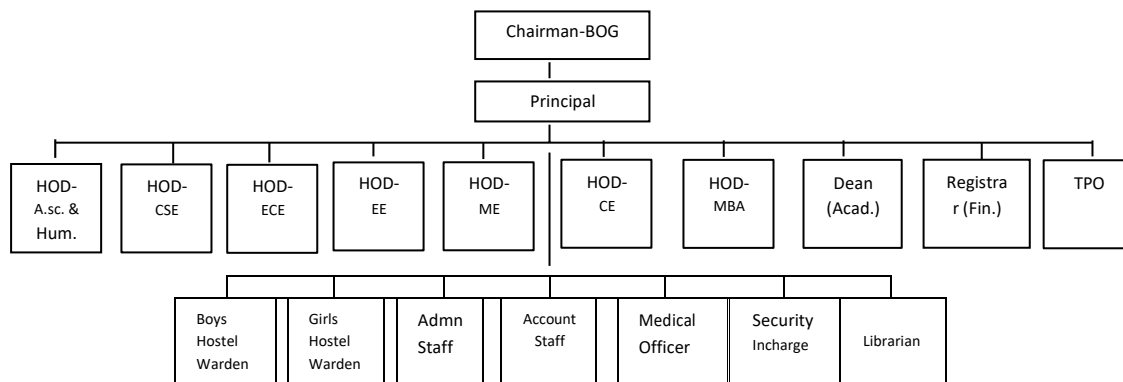 Chairman-BOG
Principal
HOD-
A.sc. &
Hum.
HOD-
CSE
HOD-
ECE
HOD-
EE
HOD-
ME
HOD-
CE
HOD-
MBA
Dean
(Acad.)
Registra
r (Fin.)
TPO
Boys
Hostel
Warden
Girls
Hostel
Warden
Admn
Staff
Account
Staff
Medical
Officer
Security
Incharge
Librarian